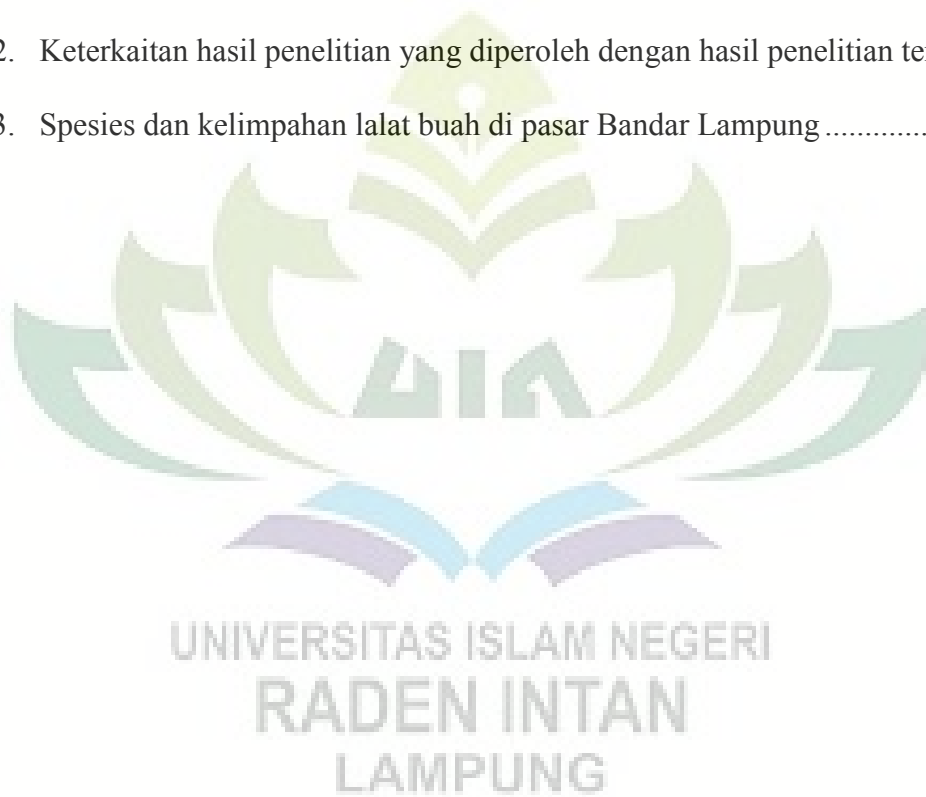 2. Keterkaitan hasil penelitian yang diperoleh dengan hasil penelitian
3. Spesies dan kelimpahan lalat buah di pasar Bandar Lampung.............
UIN
UNIVERSITAS ISLAM NEGERI
RADEN INTAN
LAMPUNG